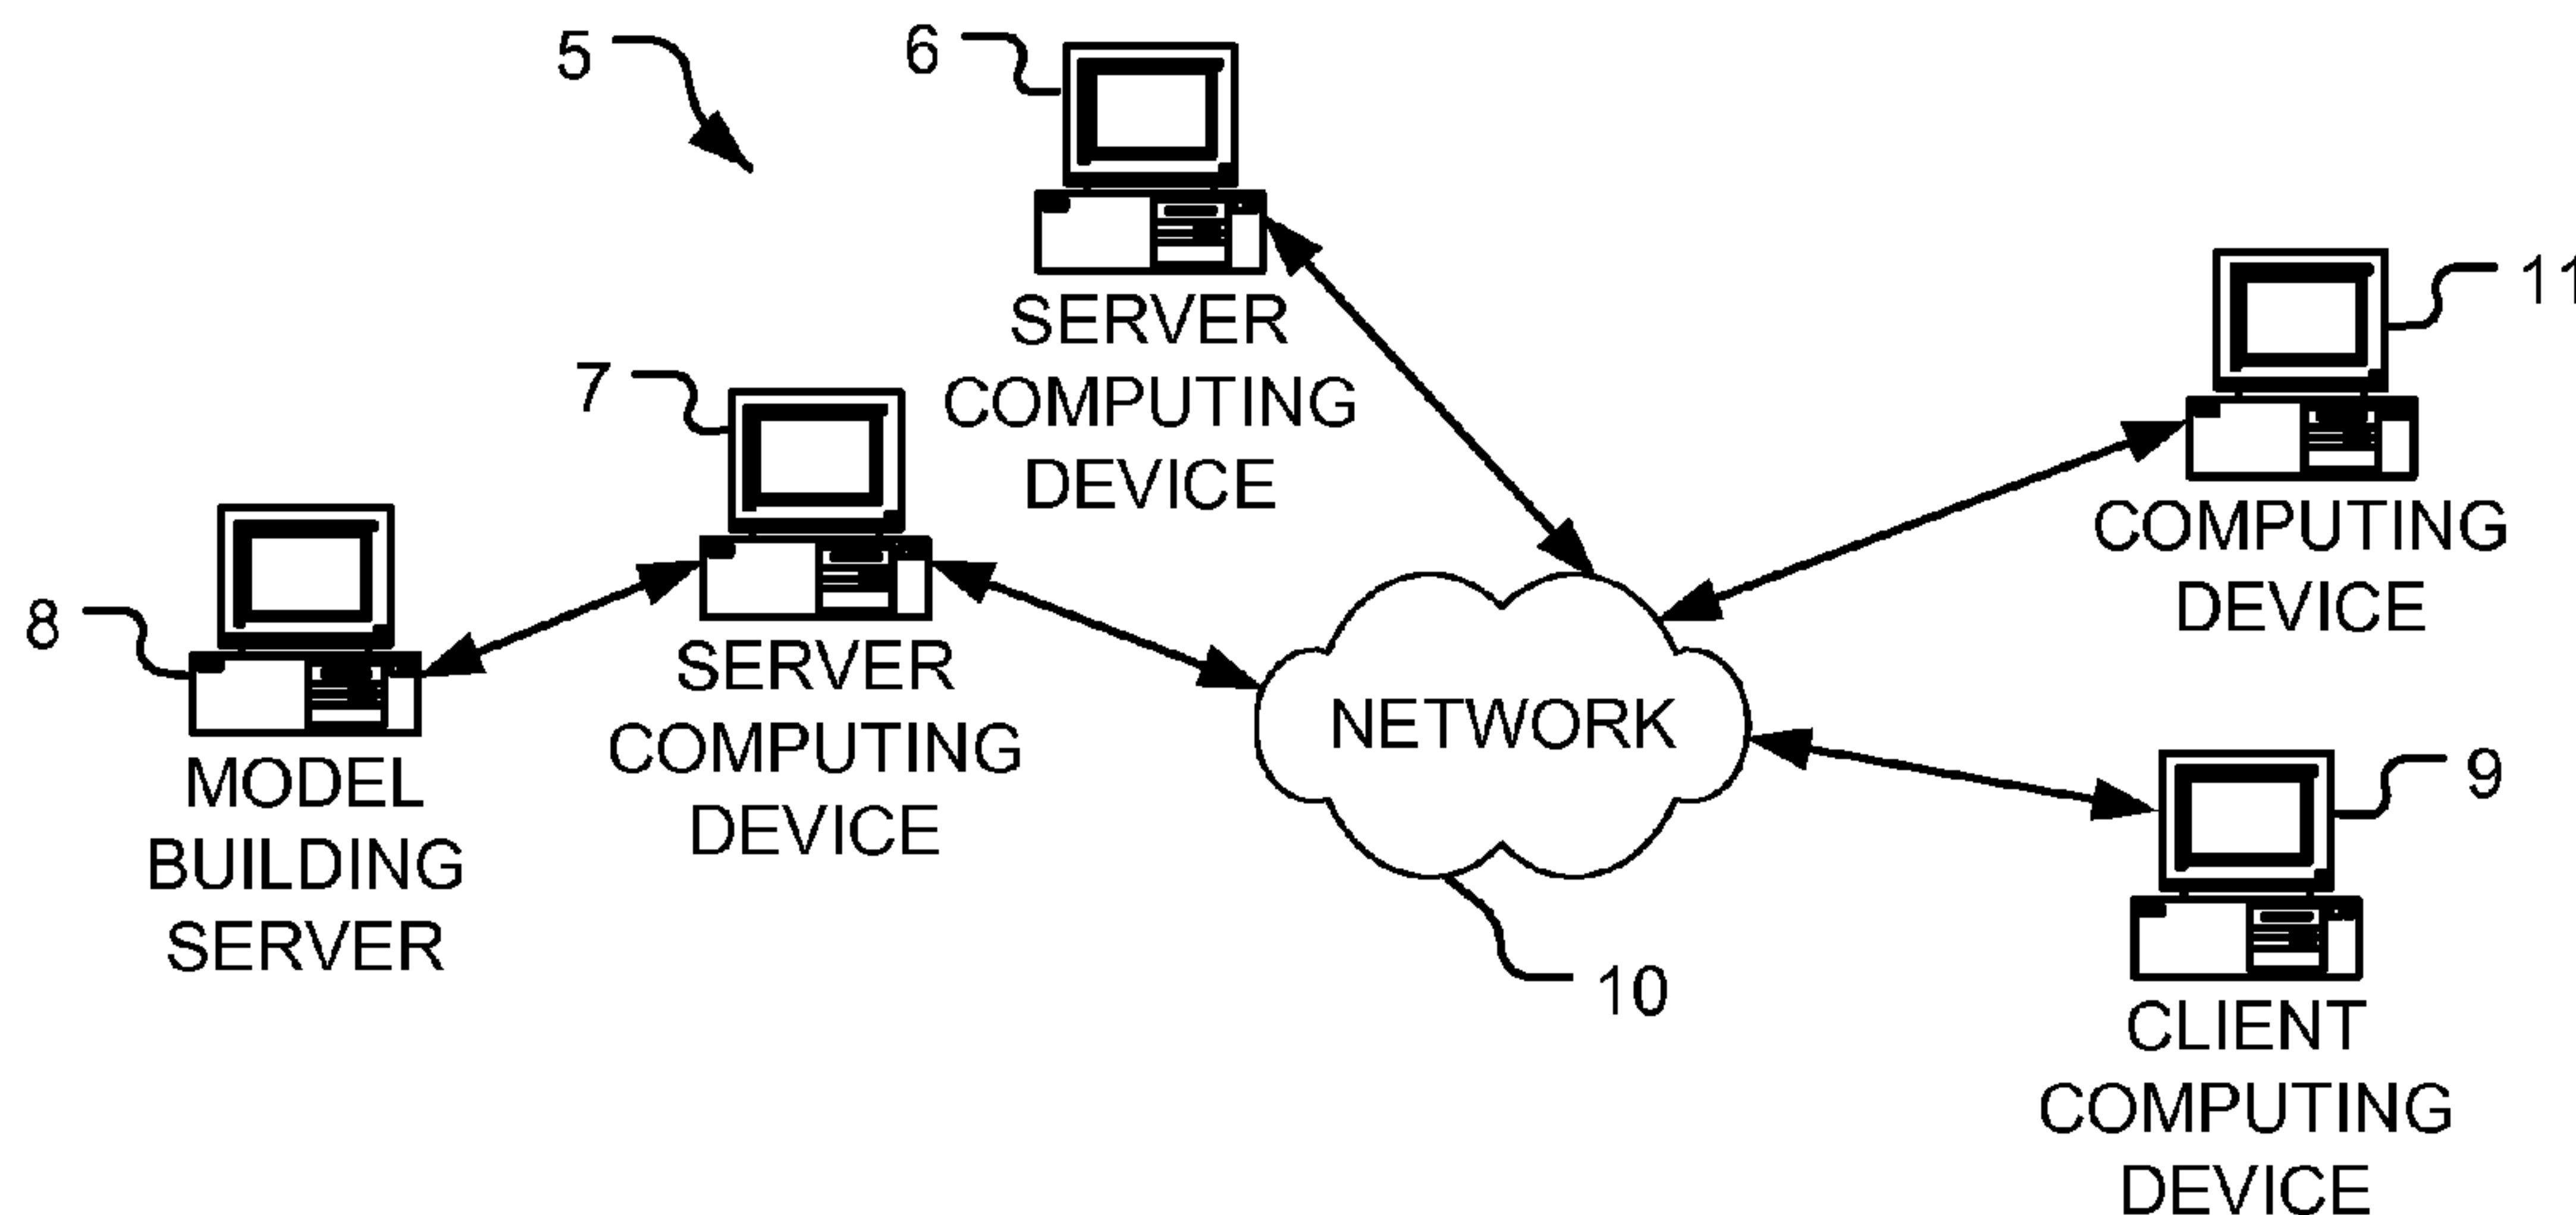 5
6
SERVER
COMPUTING
DEVICE
7
SERVER
COMPUTING
DEVICE
8
MODEL
BUILDING
SERVER
NETWORK
10
11
COMPUTING
DEVICE
9
CLIENT
COMPUTING
DEVICE